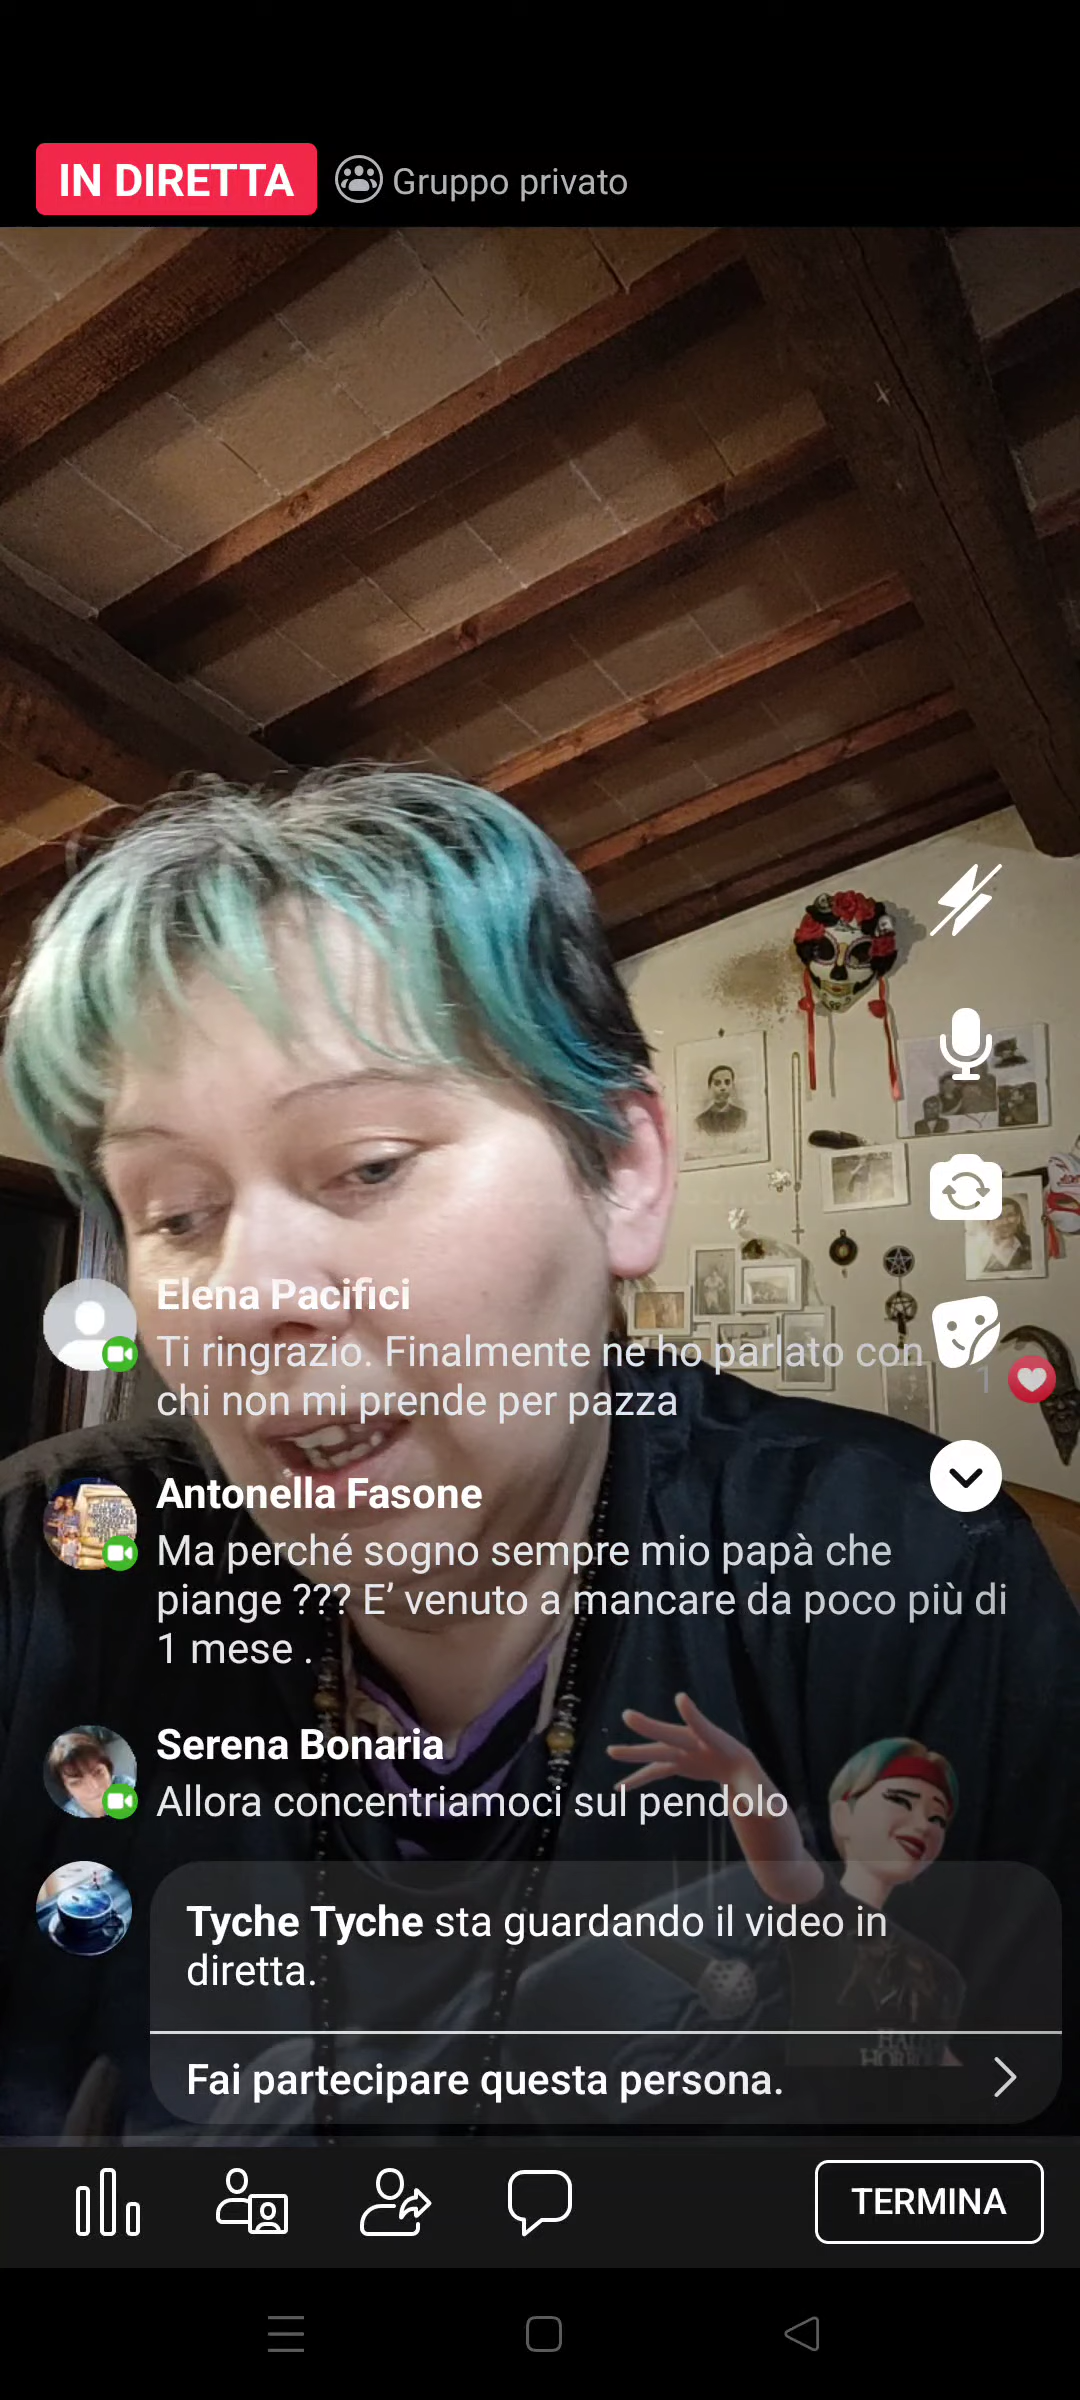 IN DIRETTA Gruppo privato
Elena Pacifici
Ti ringrazio. Finalmente ne ho parlato con
chi non mi prende per pazza
1
Antonella Fasone
Ma perché sogno sempre mio papà che
piange ??? E’ venuto a mancare da poco più di
1 mese .
Serena Bonaria
Allora concentriamoci sul pendolo
Tyche Tyche sta guardando il video in
diretta.
Fai partecipare questa persona.
TERMINA